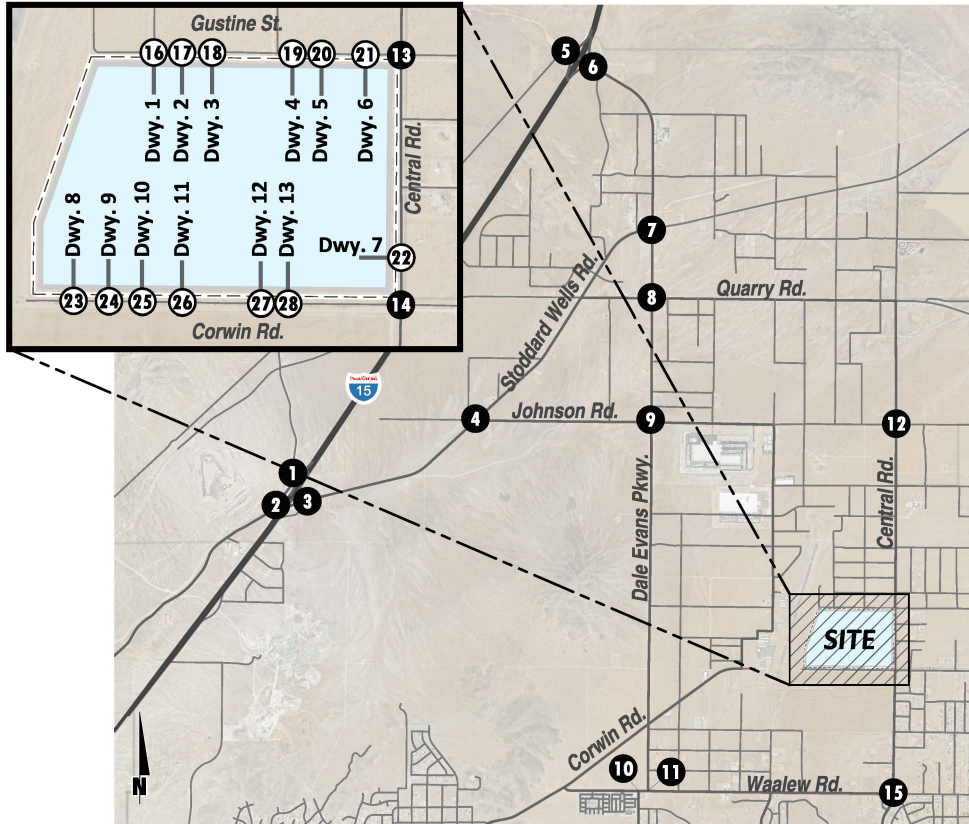 Gustine St.
16
17
18
19
20
21
13
Dwy. 1
Dwy. 2
Dwy. 3
Dwy. 4
Dwy. 5
Dwy. 6
Central Rd.
Dwy. 8
Dwy. 9
Dwy. 10
Dwy. 11
Dwy. 12
Dwy. 13
Dwy. 7
22
23
24
25
26
27
28
14
Corwin Rd.
5
6
7
Stoddard Wells Rd.
8
Quarry Rd.
15
4
Johnson Rd.
9
12
1
2
3
Dale Evans Pkwy.
Central Rd.
SITE
N
Corwin Rd.
10
11
Waalew Rd.
15